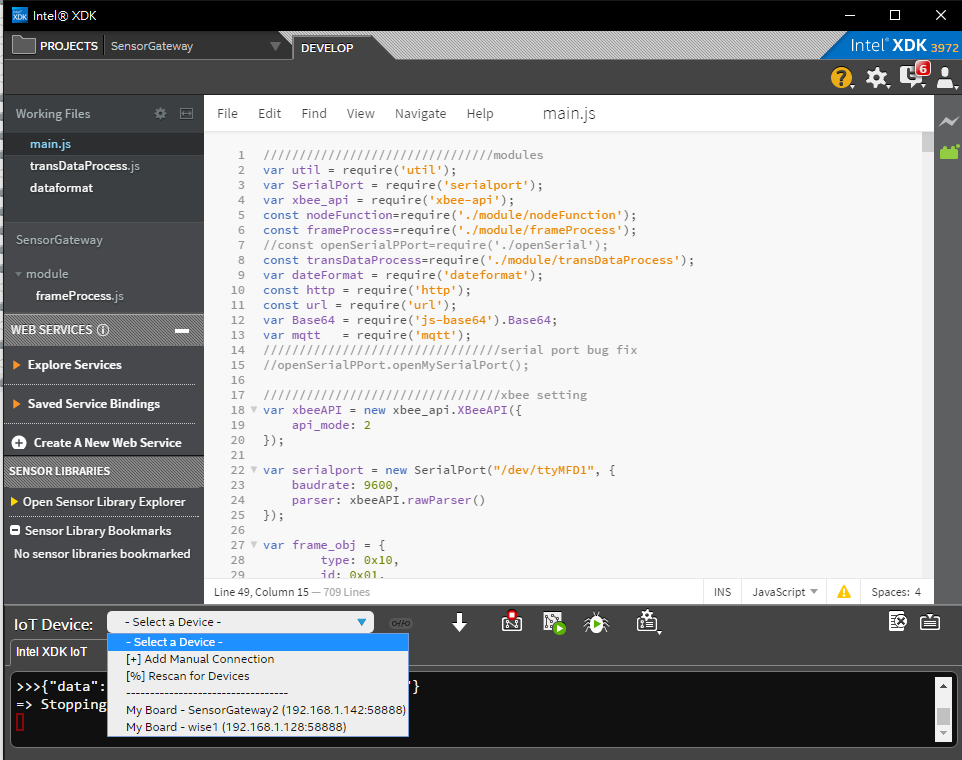 Intel® XDK
PROJECTS SensorGateway DEVELOP Intel® XDK 3972
? 6
Working Files
main.js
transDataProcess.js
dataformat
SensorGateway
module
frameProcess.js
WEB SERVICES
Explore Services
Saved Service Bindings
Create A New Web Service
SENSOR LIBRARIES
Open Sensor Library Explorer
Sensor Library Bookmarks
No sensor libraries bookmarked
File Edit Find View Navigate Help main.js
1 ////////////////////////////////modules
2 var util = require('util');
3 var SerialPort = require('serialport');
4 var xbee_api = require('xbee-api');
5 const nodeFunction=require('./module/nodeFunction');
6 const frameProcess=require('./module/frameProcess');
7 //const openSerialPPort=require('./openSerial');
8 const transDataProcess=require('./module/transDataProcess');
9 var dateFormat = require('dateformat');
10 const http = require('http');
11 const url = require('url');
12 var Base64 = require('js-base64').Base64;
13 var mqtt   = require('mqtt');
14 /////////////////////////////////serial port bug fix
15 //openSerialPPort.openMySerialPort();
16
17 /////////////////////////////////xbee setting
18 var xbeeAPI = new xbee_api.XBeeAPI({
19     api_mode: 2
20 });
21
22 var serialport = new SerialPort("/dev/ttyMFD1", {
23     baudrate: 9600,
24     parser: xbeeAPI.rawParser()
25 });
26
27 var frame_obj = {
28         type: 0x10,
29         id: 0x01,
Line 49, Column 15 — 709 Lines INS JavaScript Spaces: 4
IoT Device: - Select a Device -
- Select a Device -
[+] Add Manual Connection
[%] Rescan for Devices
---------------------------------
My Board - SensorGateway2 (192.168.1.142:58888)
My Board - wise1 (192.168.1.128:58888)
Intel XDK IoT
>>>{"data": "}
=> Stopping